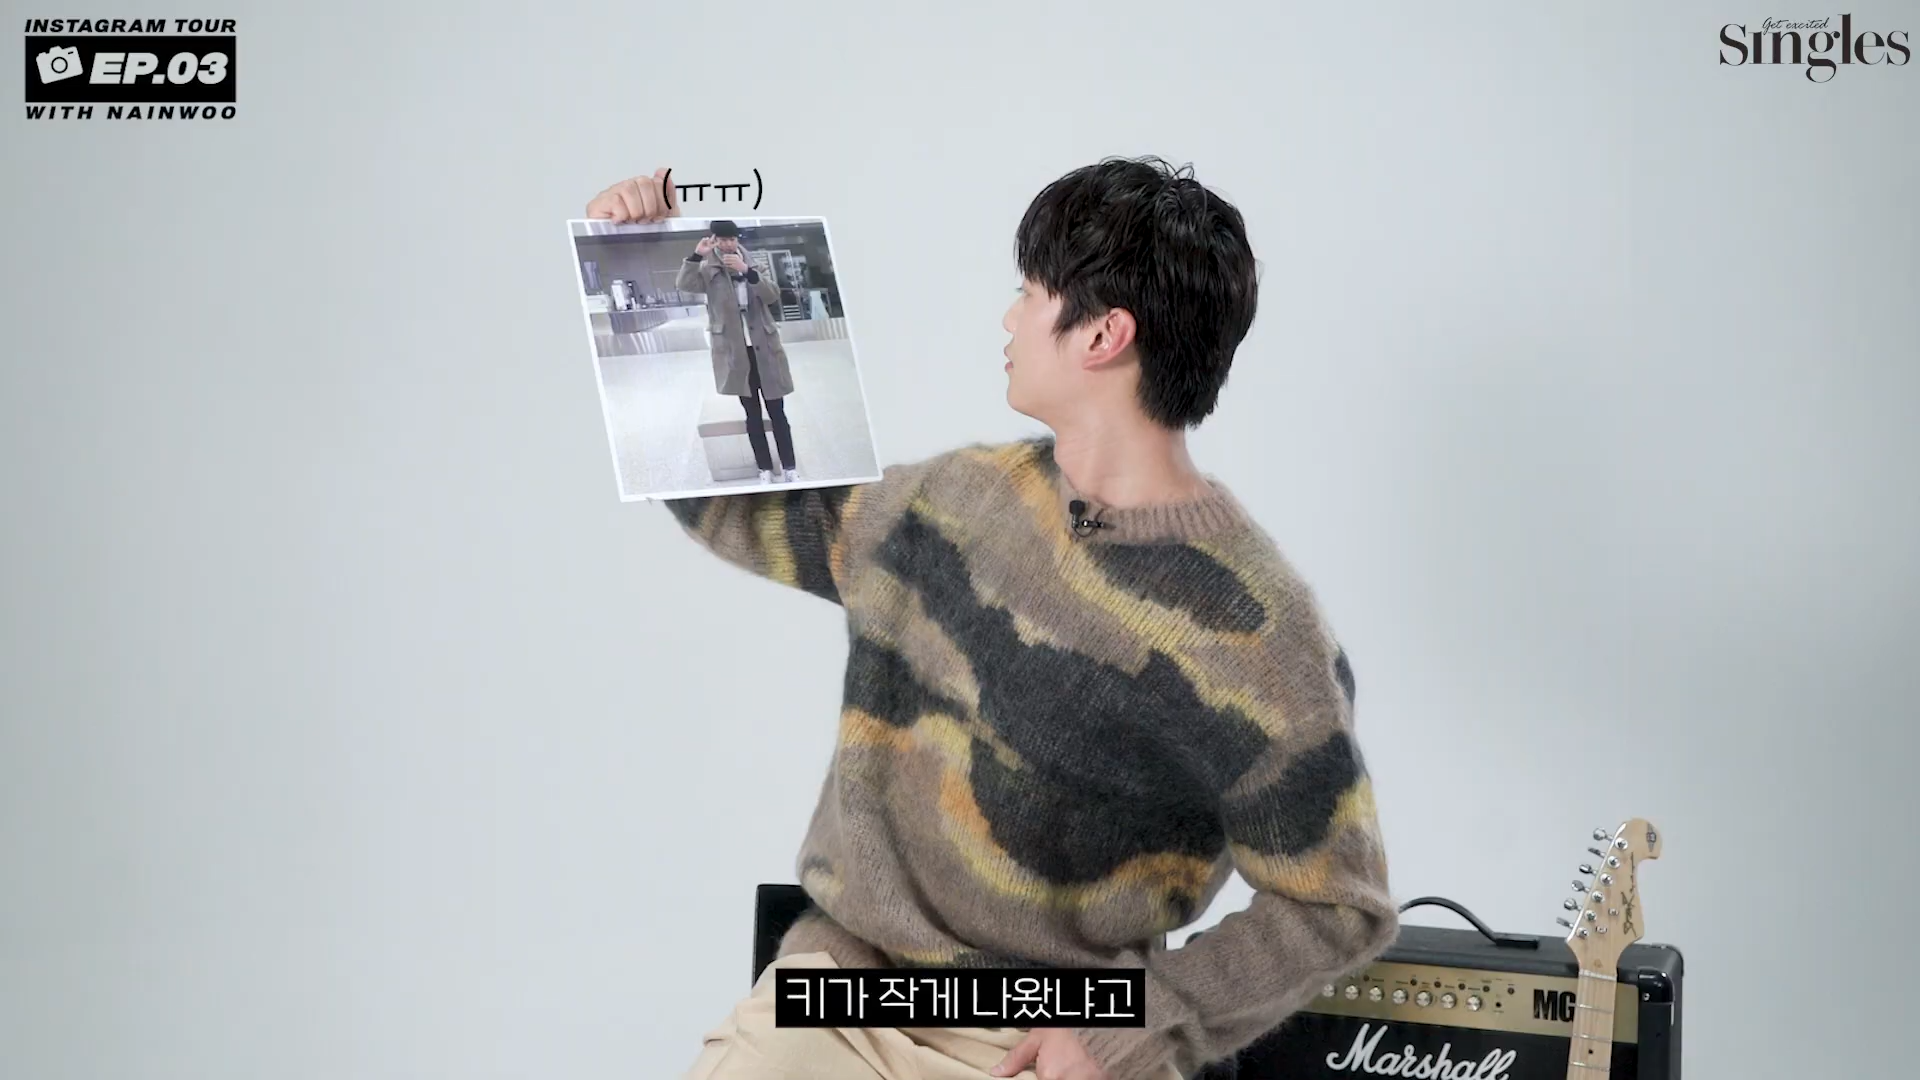 INSTAGRAM TOUR
EP.03
WITH NAINWOO
Get excited
Singles
(ㅠㅠ)
키가 작게 나왔냐고
MG
Marshall